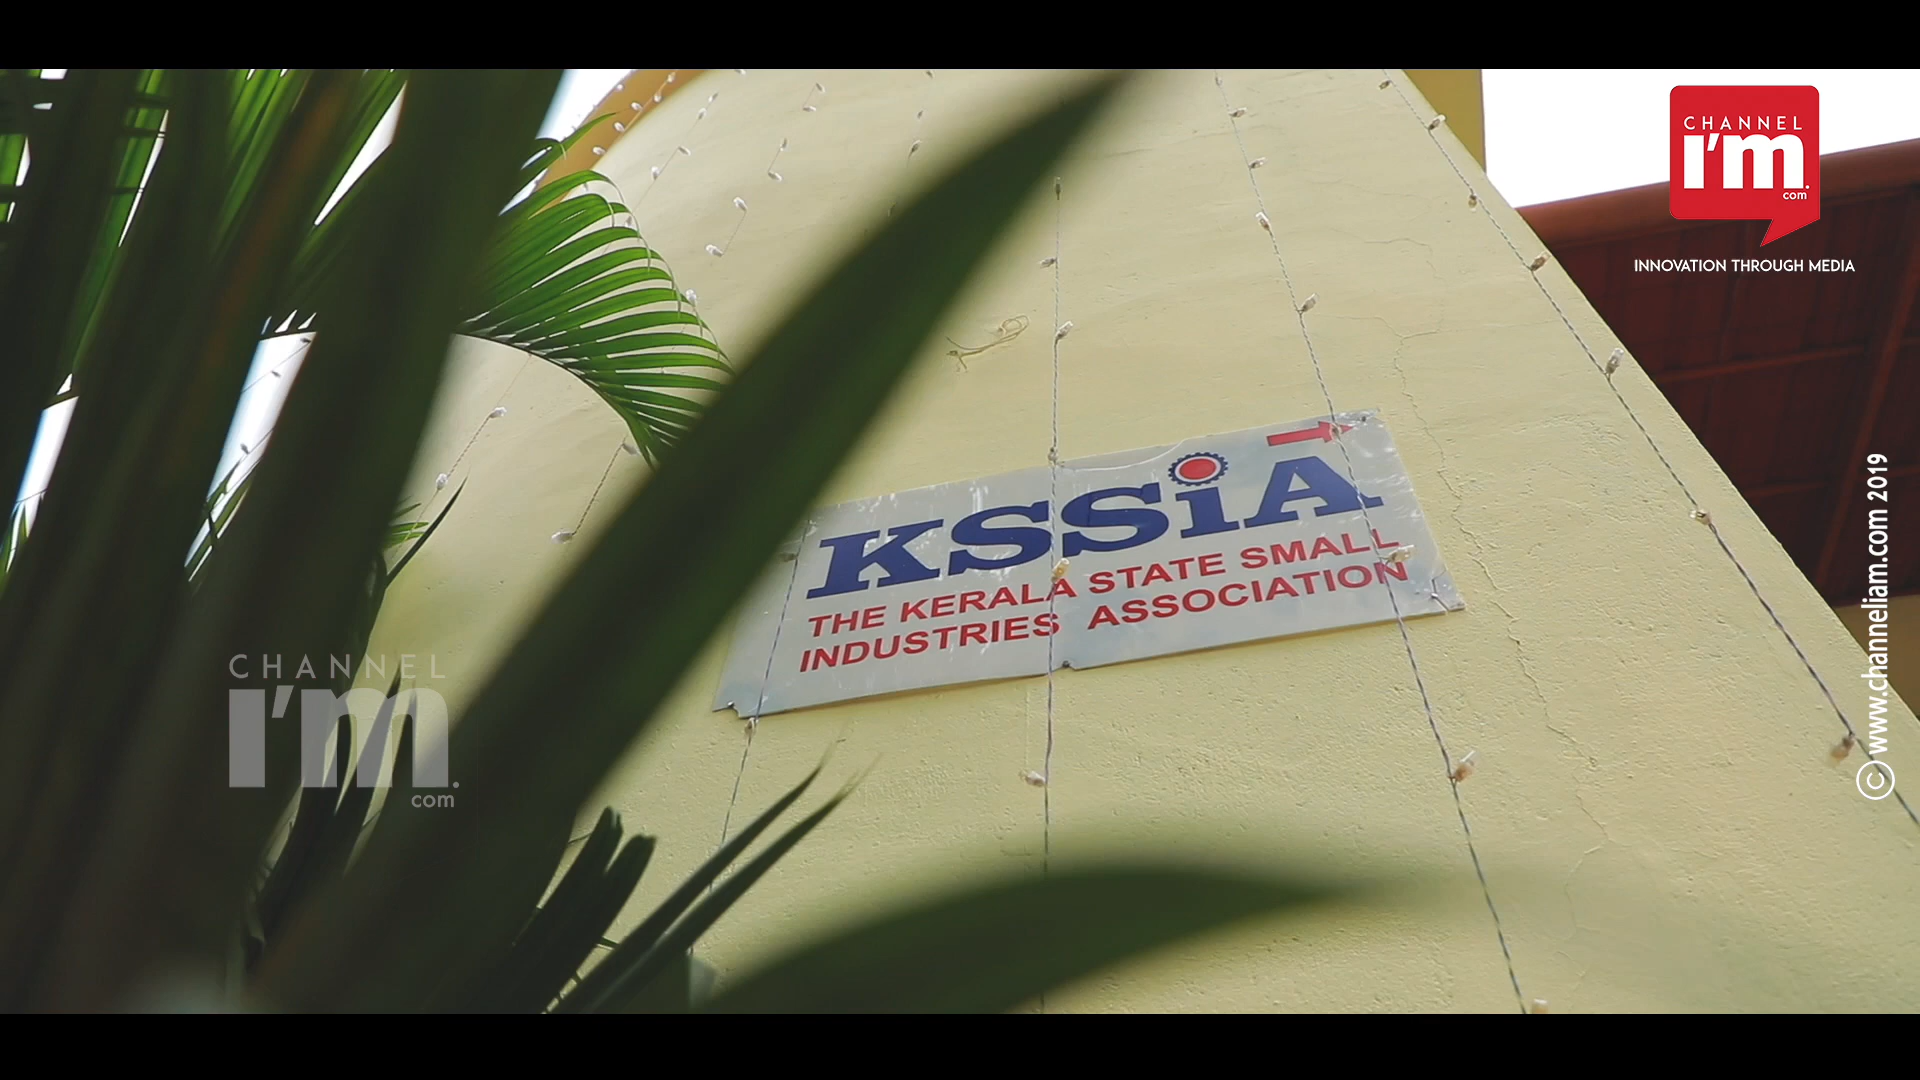 CHANNEL
i'm.
com
INNOVATION THROUGH MEDIA
KSSiA
THE KERALA STATE SMALL
INDUSTRIES ASSOCIATION
CHANNEL
i'm.
com
© www.channeliam.com 2019